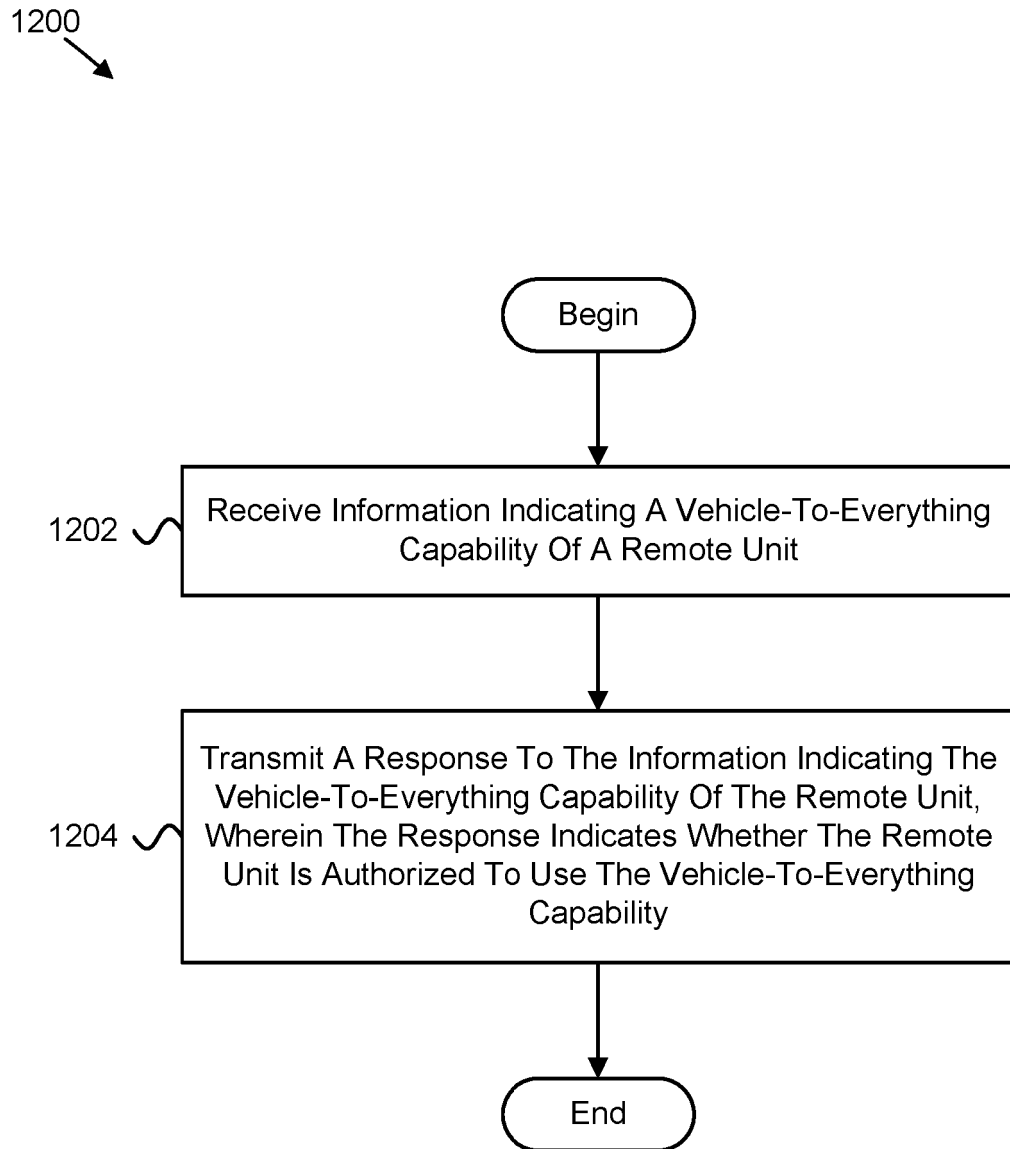 1200
Begin
1202
Receive Information Indicating A Vehicle-To-Everything
Capability Of A Remote Unit
1204
Transmit A Response To The Information Indicating The
Vehicle-To-Everything Capability Of The Remote Unit,
Wherein The Response Indicates Whether The Remote
Unit Is Authorized To Use The Vehicle-To-Everything
Capability
End